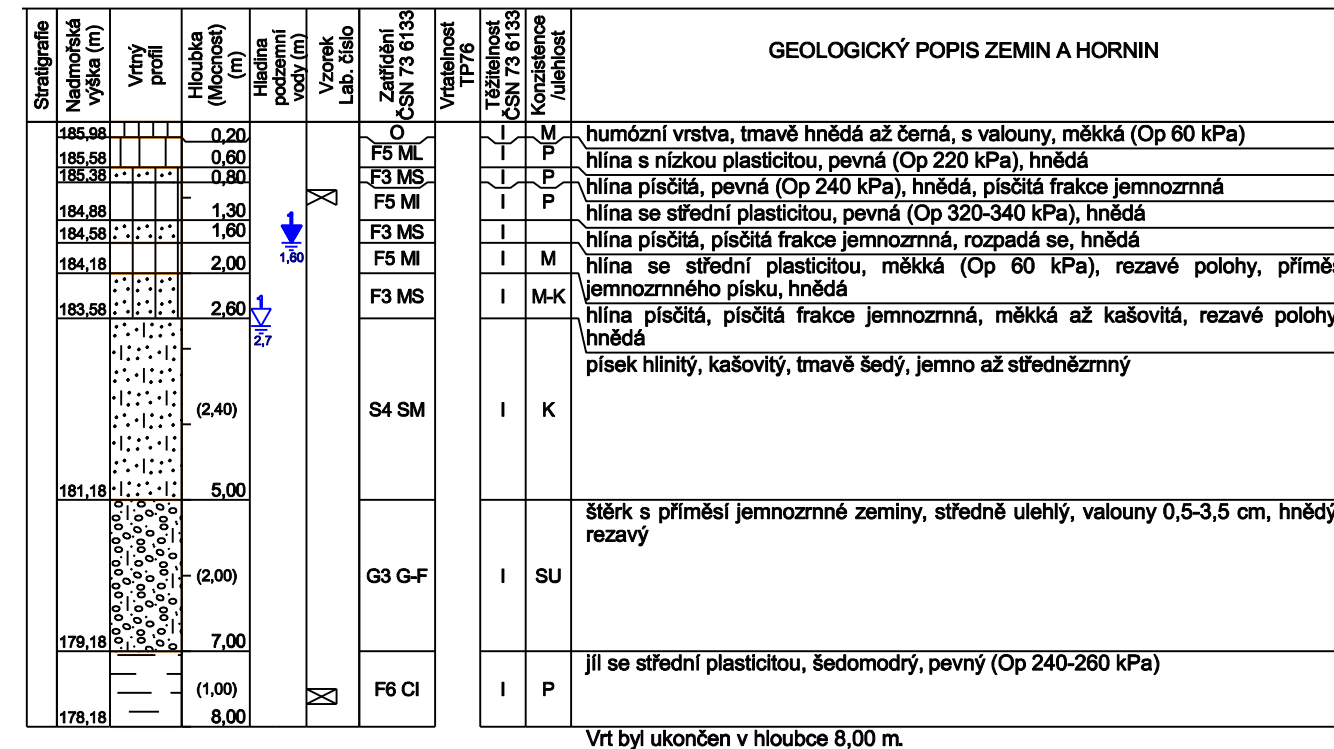 Stratigrafie
Nadmořská
výška (m)
Vrtný
profil
Hloubka
(Mocnost)
(m)
Hladina
podzemní
vody (m)
Vzorek
Lab. číslo
Zatřídění
ČSN 73 6133
Vrtatelnost
TP76
Těžitelnost
ČSN 73 6133
Konzistence
/ulehlost
GEOLOGICKÝ POPIS ZEMIN A HORNIN
185,98 0,20 O I M humózní vrstva, tmavě hnědá až černá, s valouny, měkká (Op 60 kPa)
185,58 0,60 F5 ML I P hlína s nízkou plasticitou, pevná (Op 220 kPa), hnědá
185,38 0,80 F3 MS I P hlína písčitá, pevná (Op 240 kPa), hnědá, písčitá frakce jemnozrnná
184,88 1,30 F5 MI I P hlína se střední plasticitou, pevná (Op 320-340 kPa), hnědá
184,58 1,60 F3 MS I hlína písčitá, písčitá frakce jemnozrnná, rozpadá se, hnědá
1
1,60
184,18 2,00 F5 MI I M hlína se střední plasticitou, měkká (Op 60 kPa), rezavé polohy, přímě
jemnozrnného písku, hnědá
183,58 2,60 F3 MS I M-K hlína písčitá, písčitá frakce jemnozrnná, měkká až kašovitá, rezavé polohy
hnědá
1
2,7
písek hlinitý, kašovitý, tmavě šedý, jemno až střednězrnný
(2,40) S4 SM I K
181,18 5,00
štěrk s příměsí jemnozrnné zeminy, středně ulehlý, valouny 0,5-3,5 cm, hnědý
rezavý
(2,00) G3 G-F I SU
179,18 7,00
jíl se střední plasticitou, šedomodrý, pevný (Op 240-260 kPa)
(1,00) F6 CI I P
178,18 8,00
Vrt byl ukončen v hloubce 8,00 m.